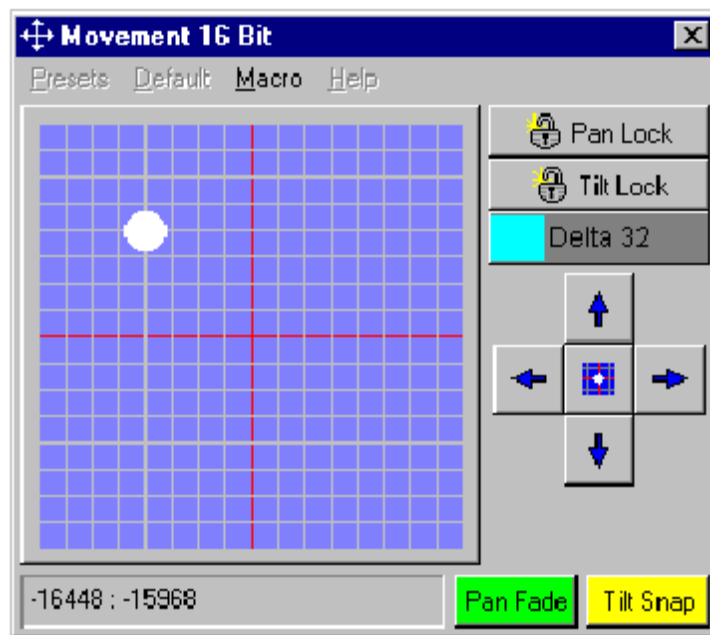 Movement 16 Bit
Presets Default Macro Help
Pan Lock
Tilt Lock
Delta 32
-16448 : -15968
Pan Fade Tilt Snap